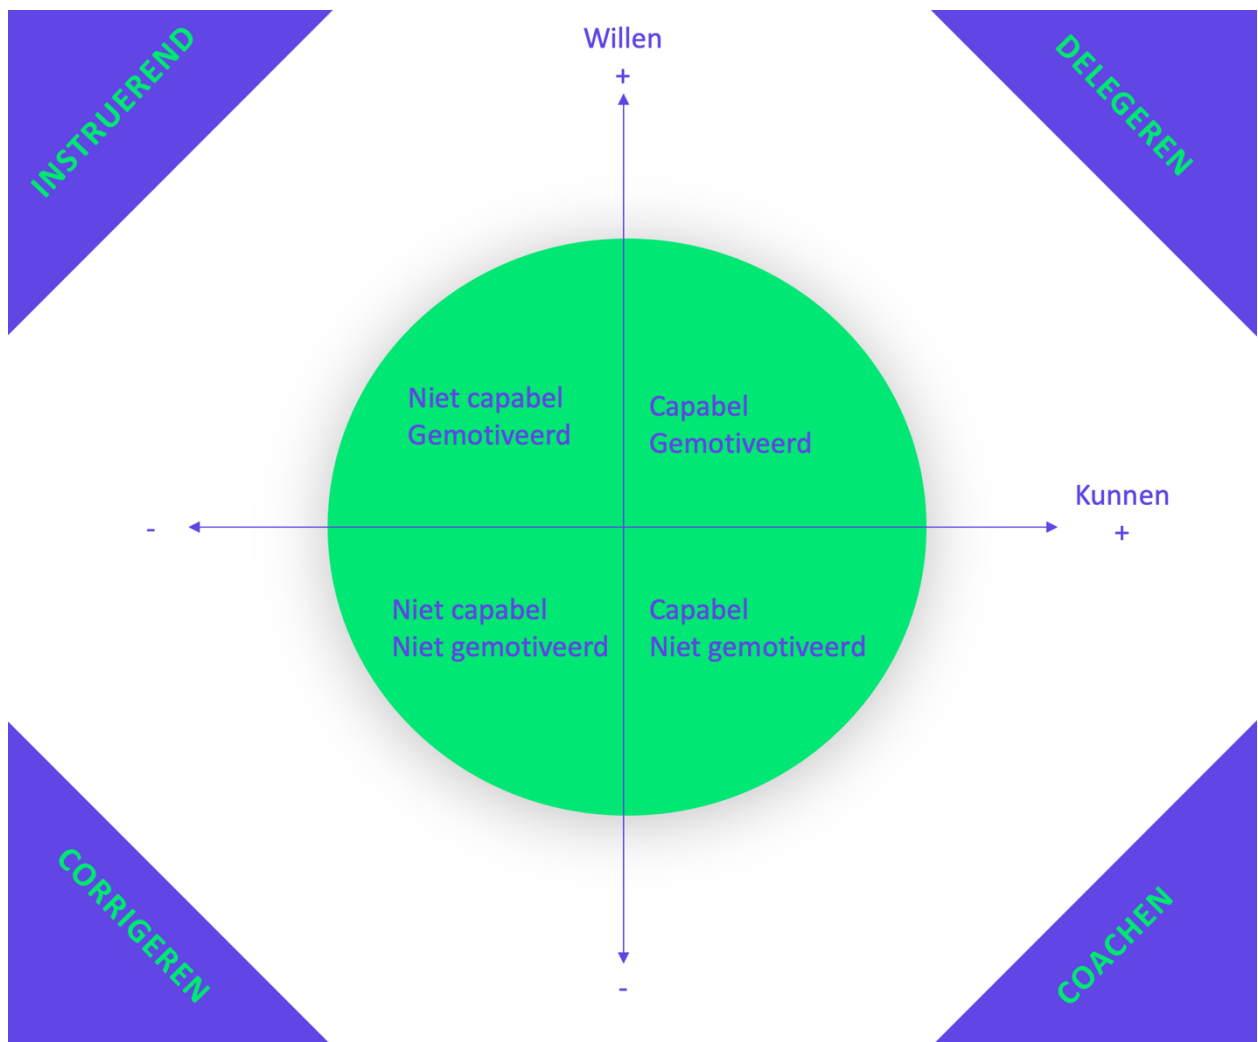 INSTRUEREND
Willen
+
DELEGEREN
Niet capabel
Gemotiveerd
Capabel
Gemotiveerd
-
Kunnen
+
Niet capabel
Niet gemotiveerd
Capabel
Niet gemotiveerd
CORRIGEREN
-
COACHEN